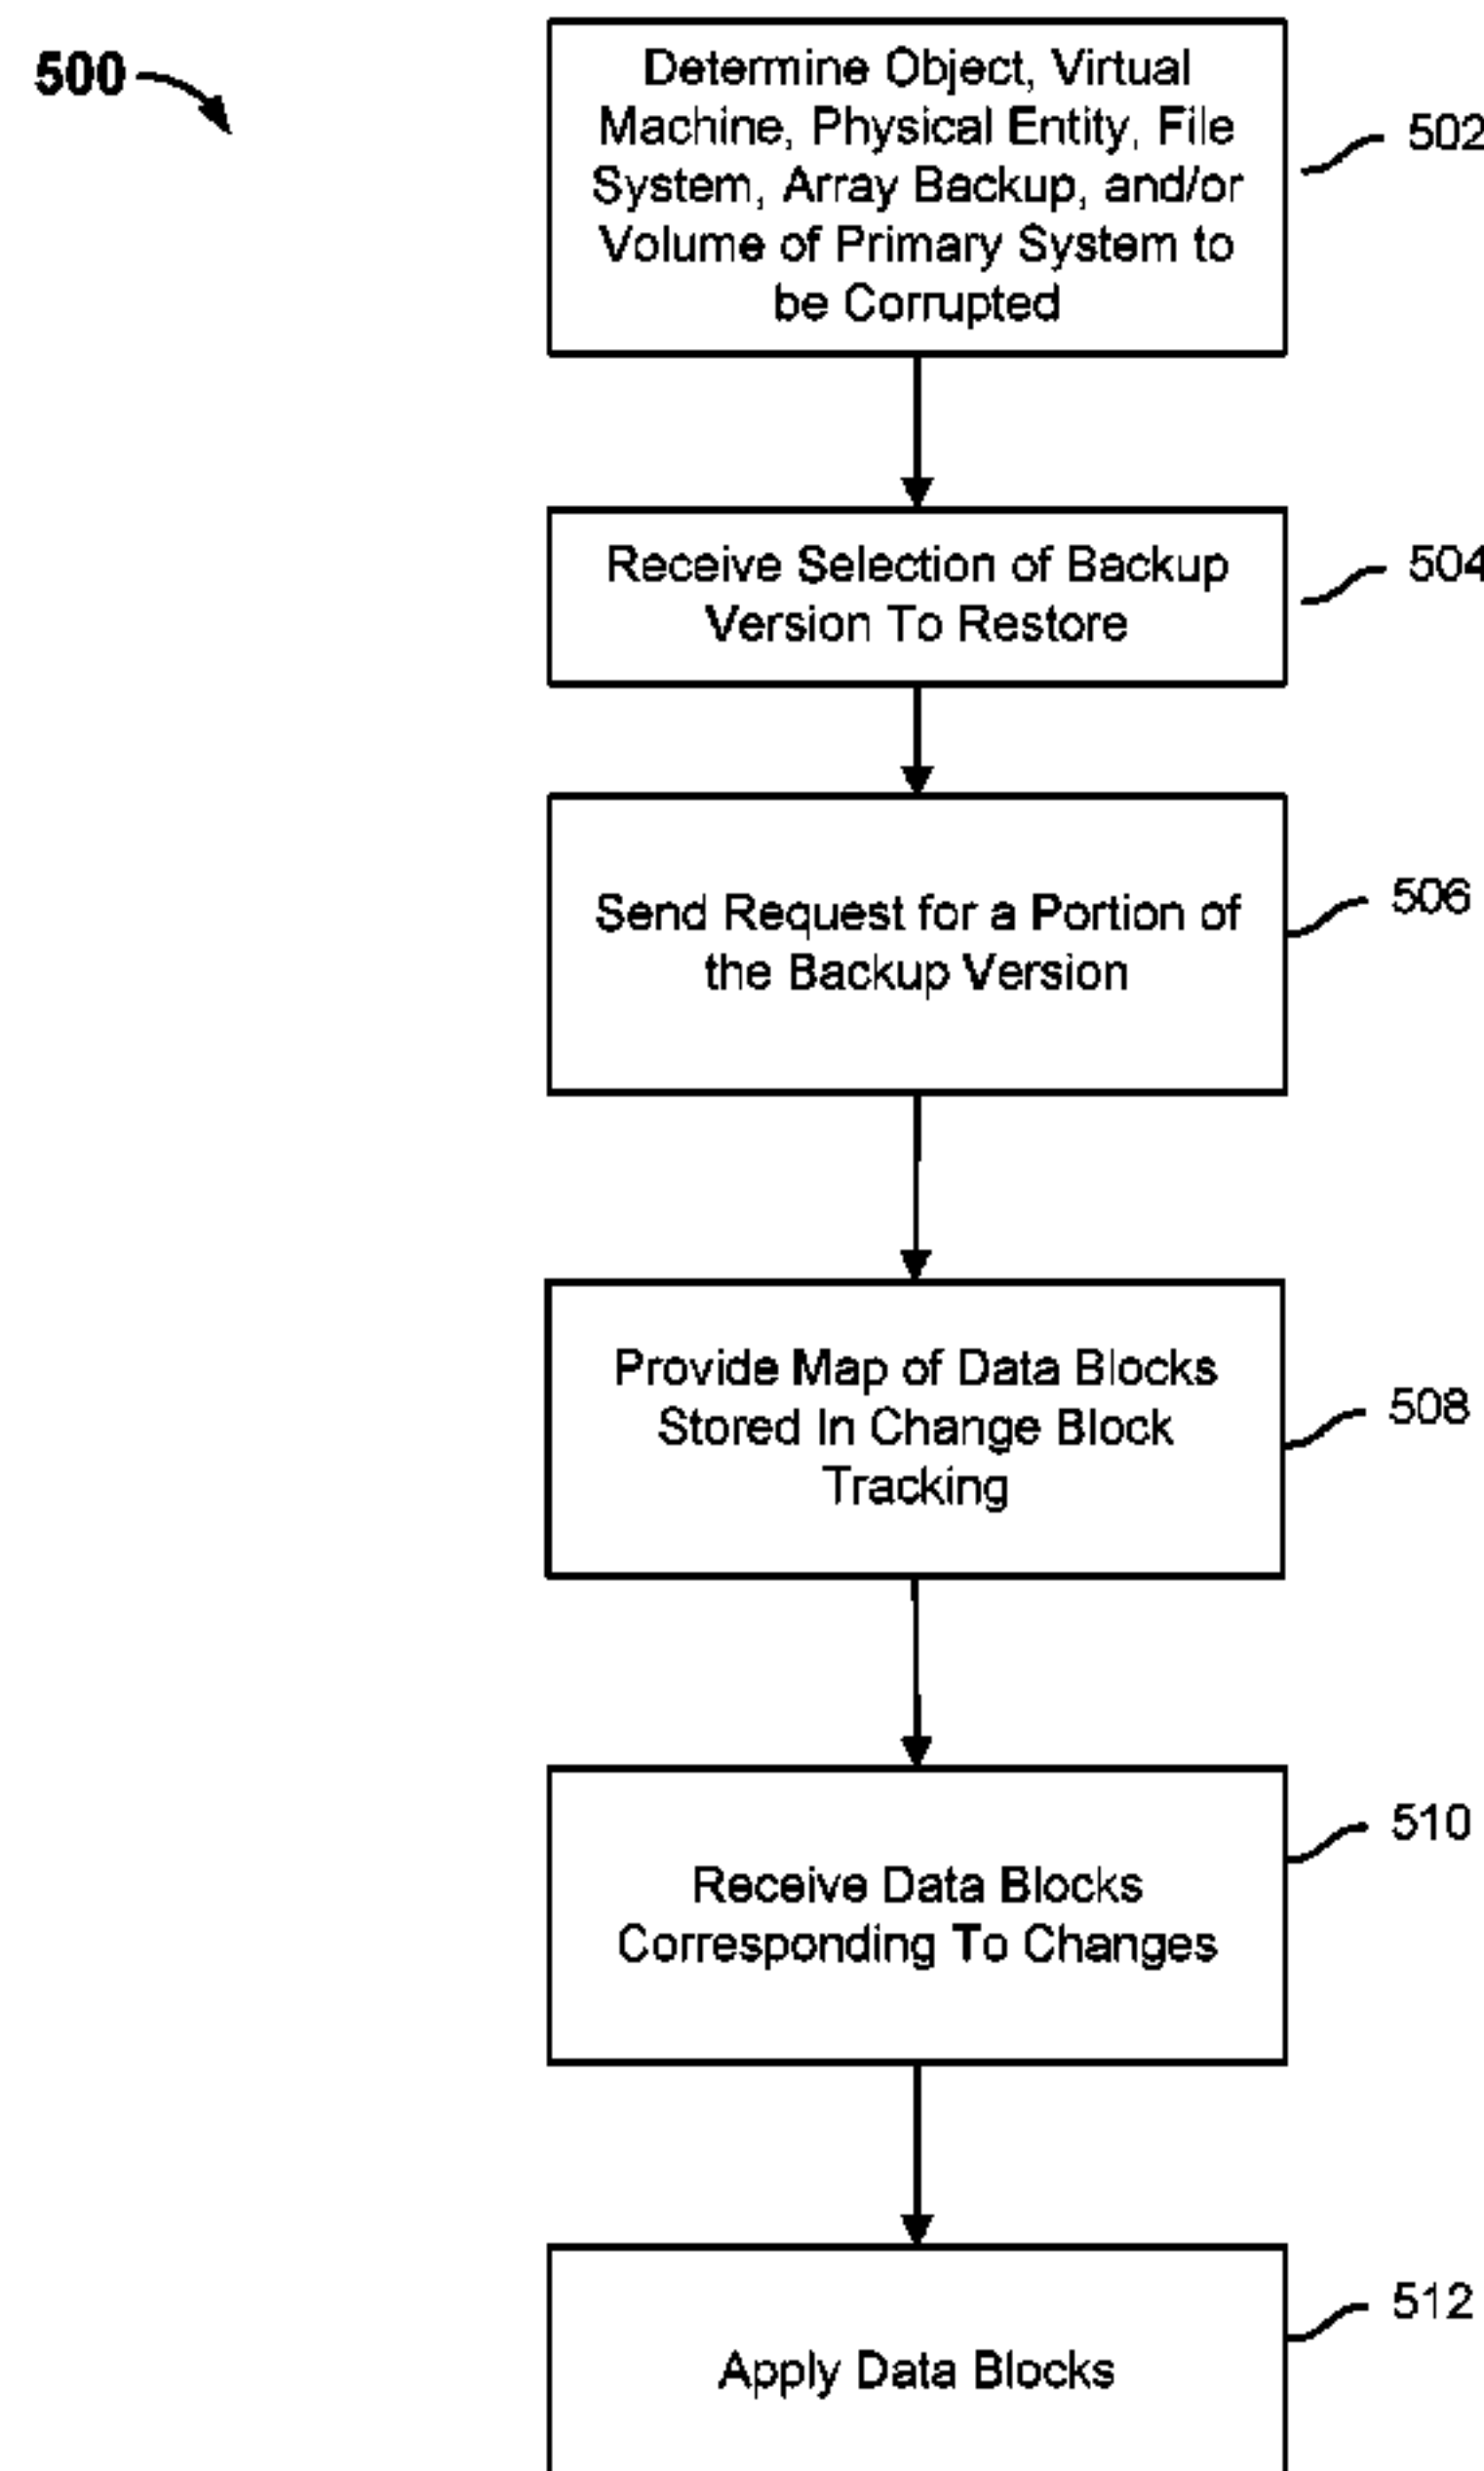 500
Determine Object, Virtual
Machine, Physical Entity, File
System, Array Backup, and/or
Volume of Primary System to
be Corrupted
502
Receive Selection of Backup
Version To Restore
504
Send Request for a Portion of
the Backup Version
506
Provide Map of Data Blocks
Stored In Change Block
Tracking
508
Receive Data Blocks
Corresponding To Changes
510
Apply Data Blocks
512